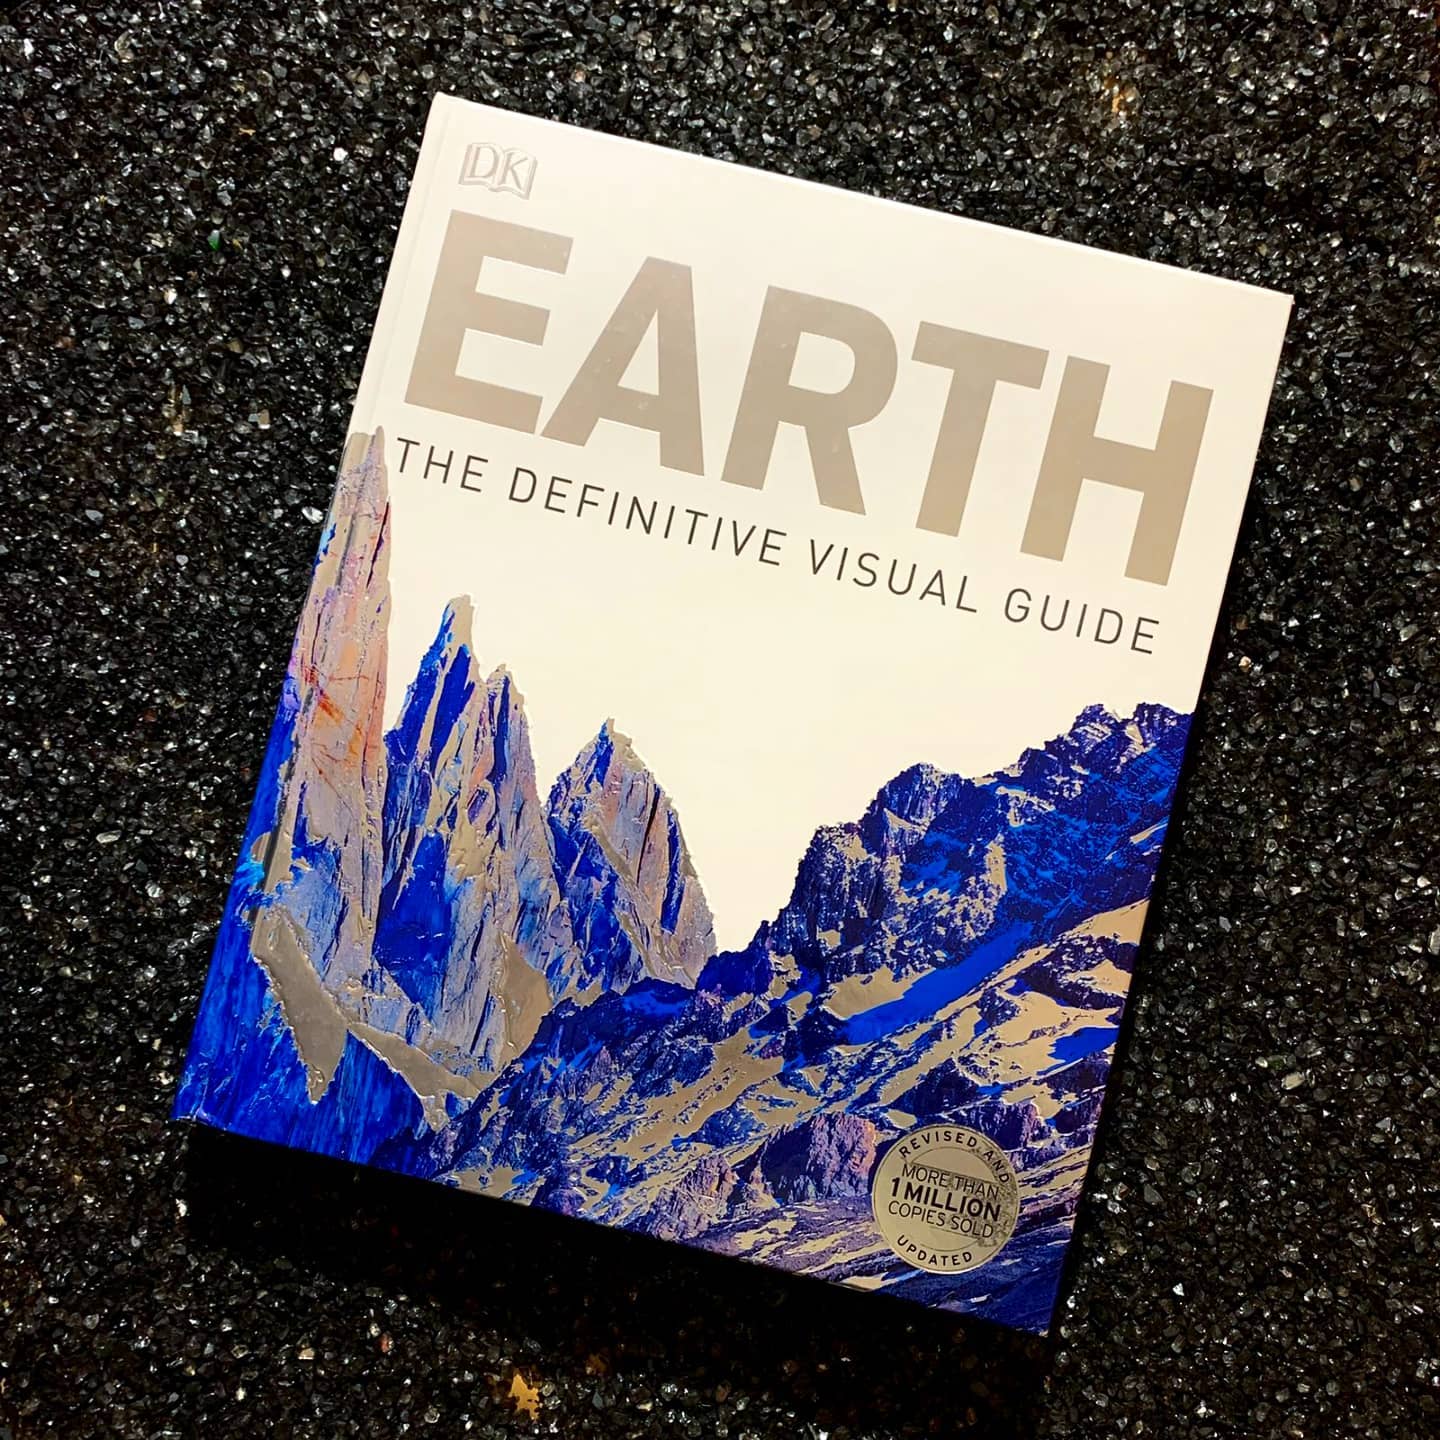 DK
EARTH
THE DEFINITIVE VISUAL GUIDE
REVISED AND
MORE THAN
1 MILLION
COPIES SOLD
UPDATED